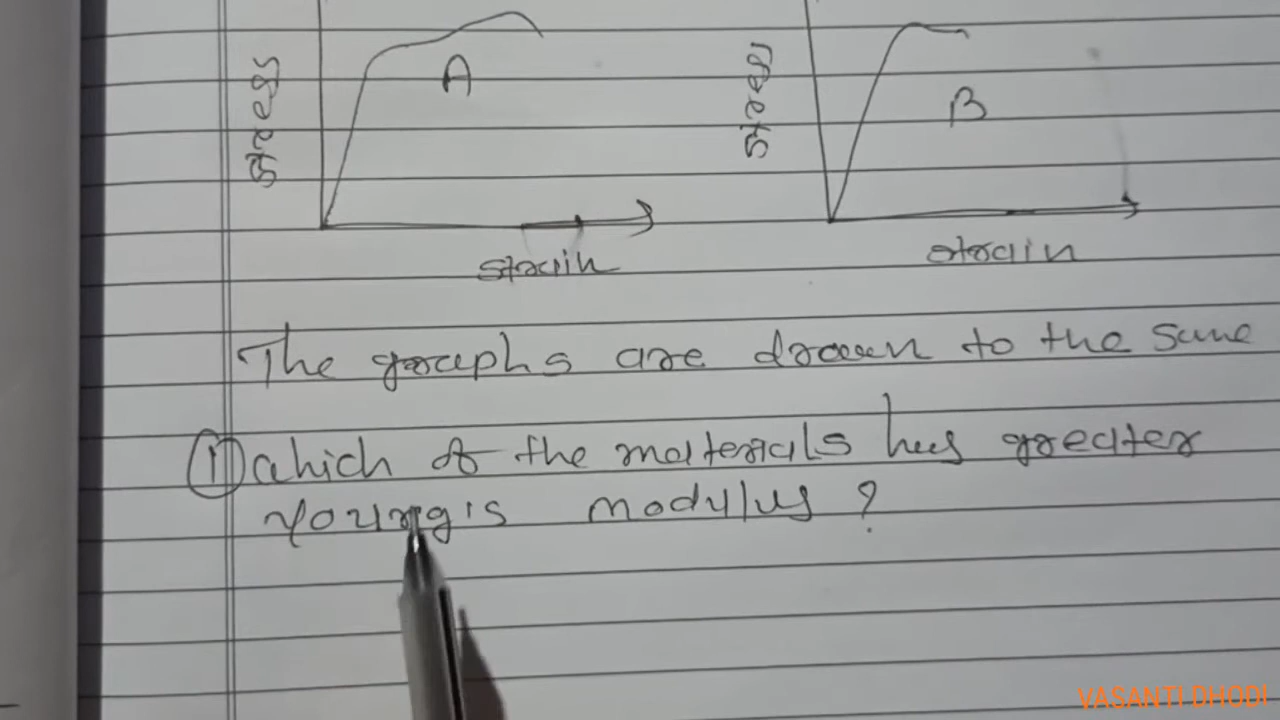 stress
A
stress
B
strain
strain
The graphs are drawn to the same
1) which of the materials has greater
young's modulus ?
VASANTI DHODI